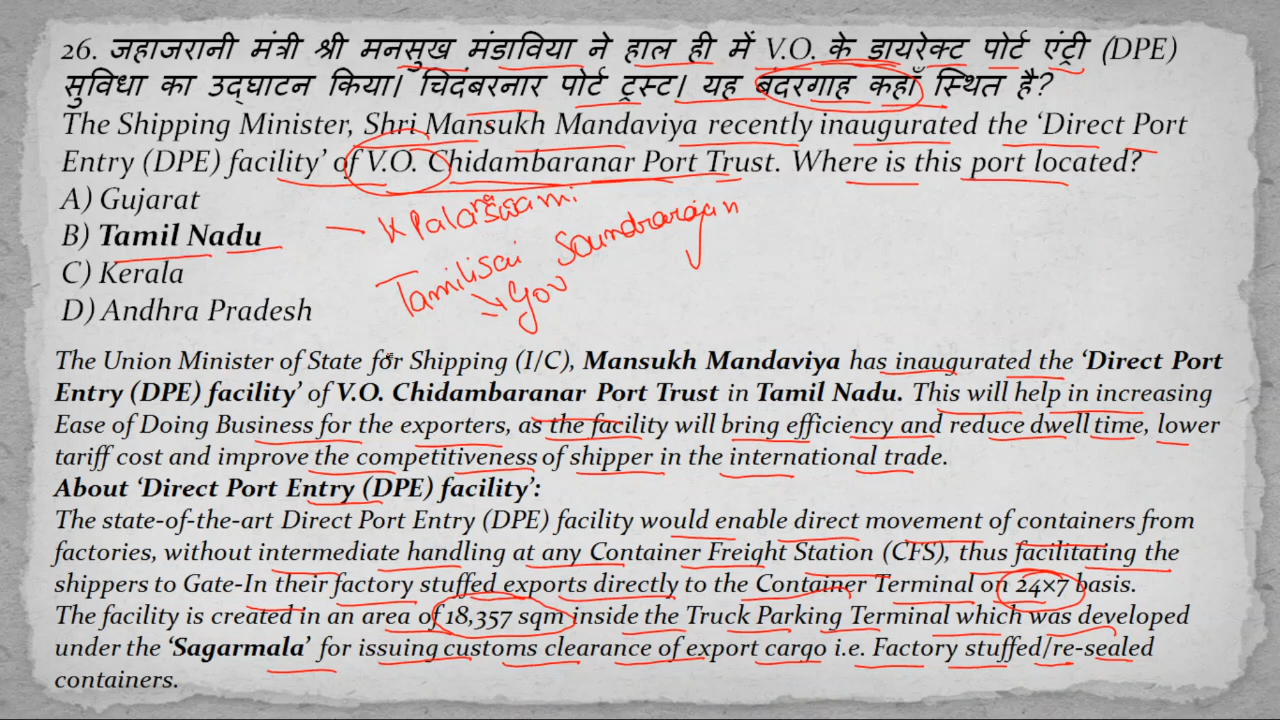 26. जहाजरानी मंत्री श्री मनसुख मंडाविया ने हाल ही में V.O. के डायरेक्ट पोर्ट एंट्री (DPE)
सुविधा का उद्घाटन किया। चिदंबरनार पोर्ट ट्रस्ट। यह बंदरगाह कहाँ स्थित है?
The Shipping Minister, Shri Mansukh Mandaviya recently inaugurated the ‘Direct Port
Entry (DPE) facility’ of V.O. Chidambaranar Port Trust. Where is this port located?
A) Gujarat
B) Tamil Nadu
K Palaniswami.
Tamilisai Soundrarajan
Gov
C) Kerala
D) Andhra Pradesh
The Union Minister of State for Shipping (I/C), Mansukh Mandaviya has inaugurated the ‘Direct Port
Entry (DPE) facility’ of V.O. Chidambaranar Port Trust in Tamil Nadu. This will help in increasing
Ease of Doing Business for the exporters, as the facility will bring efficiency and reduce dwell time, lower
tariff cost and improve the competitiveness of shipper in the international trade.
About ‘Direct Port Entry (DPE) facility’:
The state-of-the-art Direct Port Entry (DPE) facility would enable direct movement of containers from
factories, without intermediate handling at any Container Freight Station (CFS), thus facilitating the
shippers to Gate-In their factory stuffed exports directly to the Container Terminal on 24×7 basis.
The facility is created in an area of 18,357 sqm inside the Truck Parking Terminal which was developed
under the ‘Sagarmala’ for issuing customs clearance of export cargo i.e. Factory stuffed/re-sealed
containers.